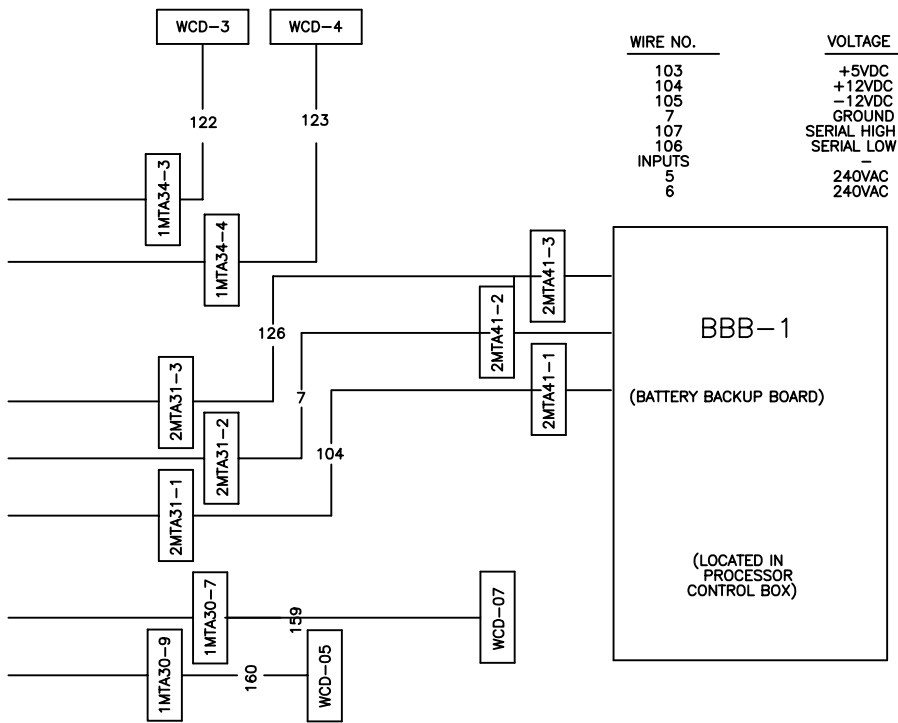 WCD-3
WCD-4
WIRE NO. VOLTAGE
103 +5VDC
104 +12VDC
105 -12VDC
7 GROUND
107 SERIAL HIGH
106 SERIAL LOW
INPUTS -
5 240VAC
6 240VAC
122
123
1MTA34-3
1MTA34-4
2MTA41-3
2MTA41-2
2MTA41-1
126
7
104
2MTA31-3
2MTA31-2
2MTA31-1
BBB-1
(BATTERY BACKUP BOARD)
(LOCATED IN
PROCESSOR
CONTROL BOX)
1MTA30-7
159
WCD-07
1MTA30-9
160
WCD-05